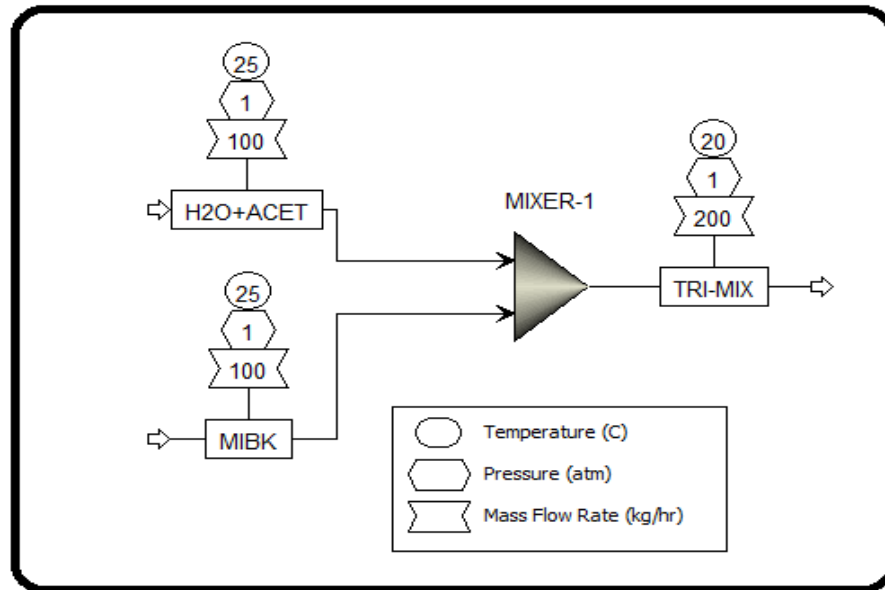 25
1
100
H2O+ACET
MIXER-1
20
1
200
TRI-MIX
25
1
100
MIBK
Temperature (C)
Pressure (atm)
Mass Flow Rate (kg/hr)